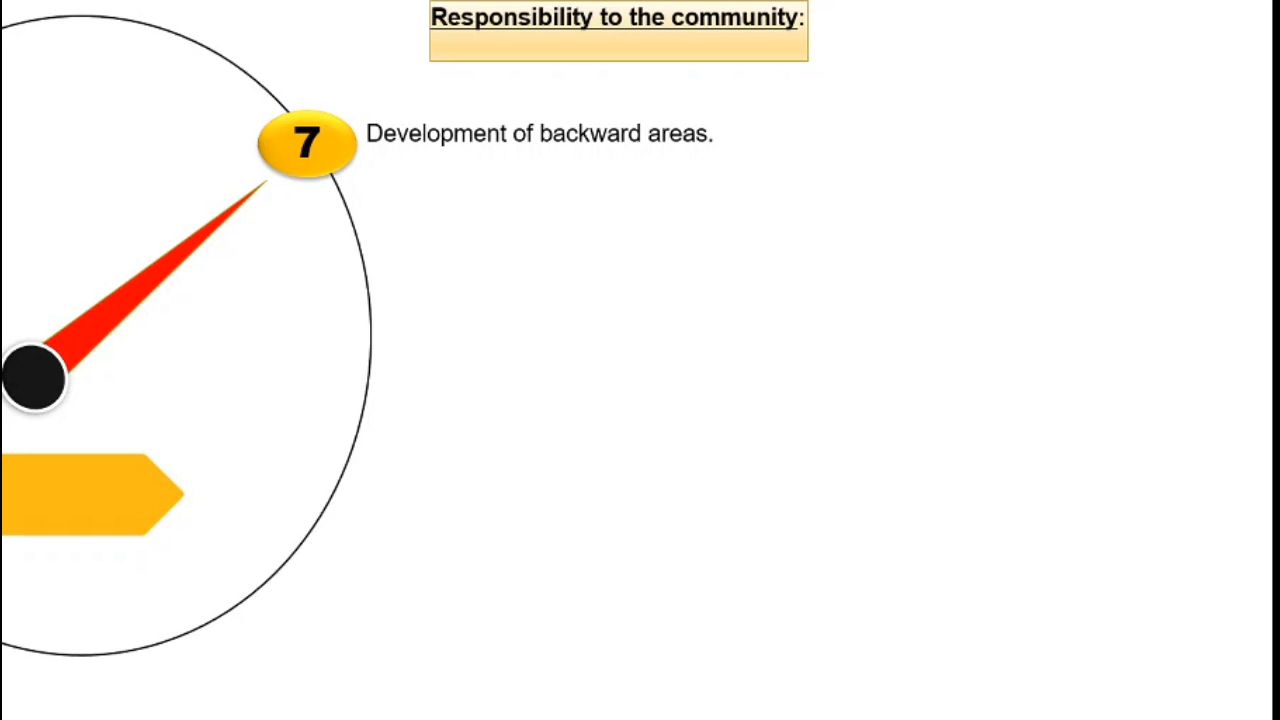 Responsibility to the community:
7 Development of backward areas.